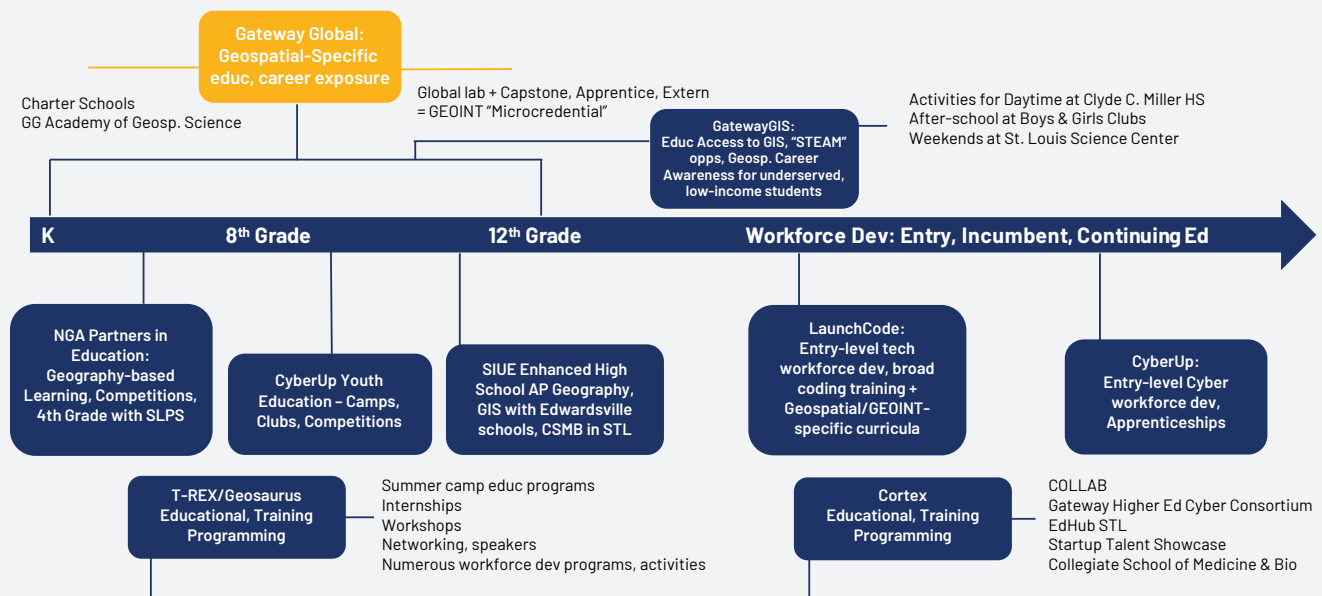 Gateway Global:
Geospatial-Specific
educ, career exposure
Charter Schools
GG Academy of Geosp. Science
Global lab + Capstone, Apprentice, Extern
= GEOINT “Microcredential”
GatewayGIS:
Educ Access to GIS, “STEAM”
opps, Geosp. Career
Awareness for underserved,
low-income students
Activities for Daytime at Clyde C. Miller HS
After-school at Boys & Girls Clubs
Weekends at St. Louis Science Center
K
8th Grade
12th Grade
Workforce Dev: Entry, Incumbent, Continuing Ed
NGA Partners in
Education:
Geography-based
Learning, Competitions,
4th Grade with SLPS
CyberUp Youth
Education – Camps,
Clubs, Competitions
SIUE Enhanced High
School AP Geography,
GIS with Edwardsville
schools, CSMB in STL
LaunchCode:
Entry-level tech
workforce dev, broad
coding training +
Geospatial/GEOINT-
specific curricula
CyberUp:
Entry-level Cyber
workforce dev,
Apprenticeships
T-REX/Geosaurus
Educational, Training
Programming
Summer camp educ programs
Internships
Workshops
Networking, speakers
Numerous workforce dev programs, activities
Cortex
Educational, Training
Programming
COLLAB
Gateway Higher Ed Cyber Consortium
EdHub STL
Startup Talent Showcase
Collegiate School of Medicine & Bio